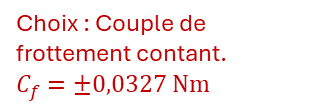 Choix : Couple de
frottement contant.
C_f = ±0,0327 Nm